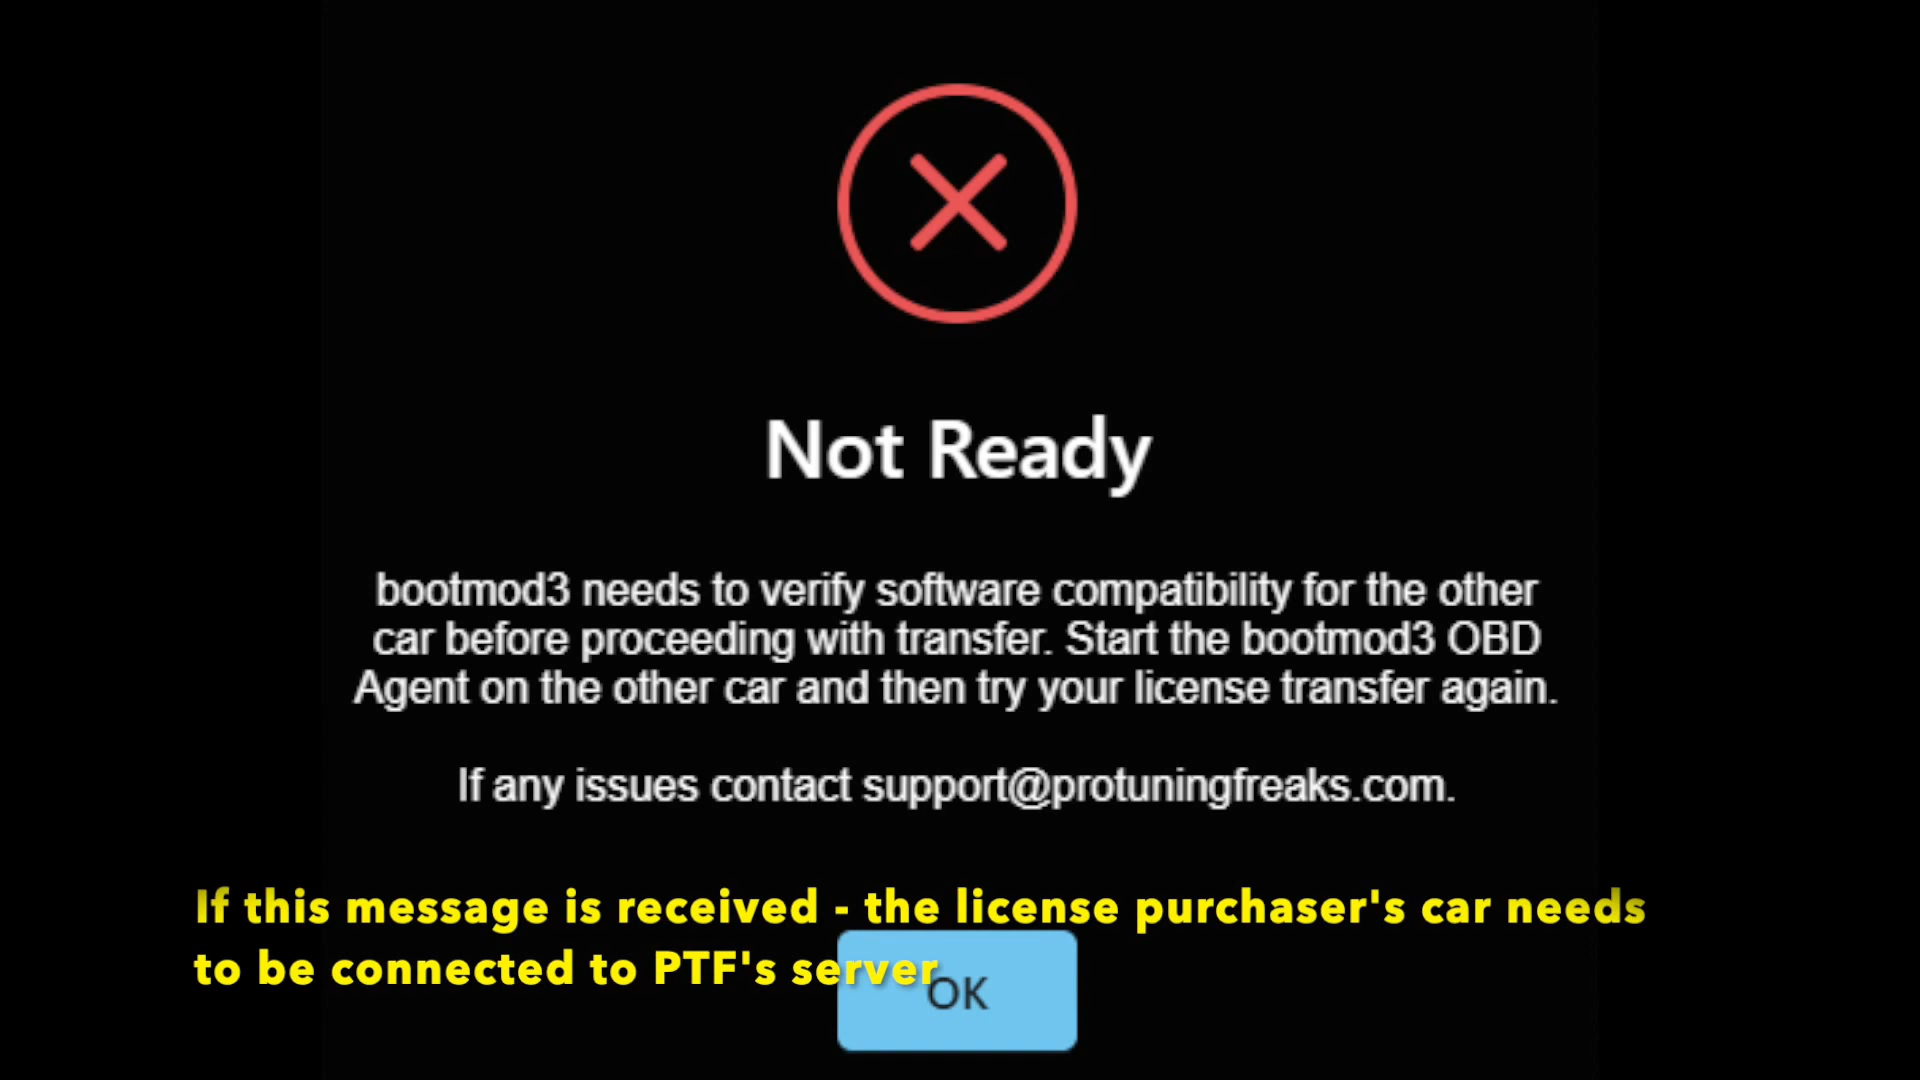 Not Ready
bootmod3 needs to verify software compatibility for the other
car before proceeding with transfer. Start the bootmod3 OBD
Agent on the other car and then try your license transfer again.
If any issues contact support@protuningfreaks.com.
If this message is received - the license purchaser's car needs
to be connected to PTF's server
OK